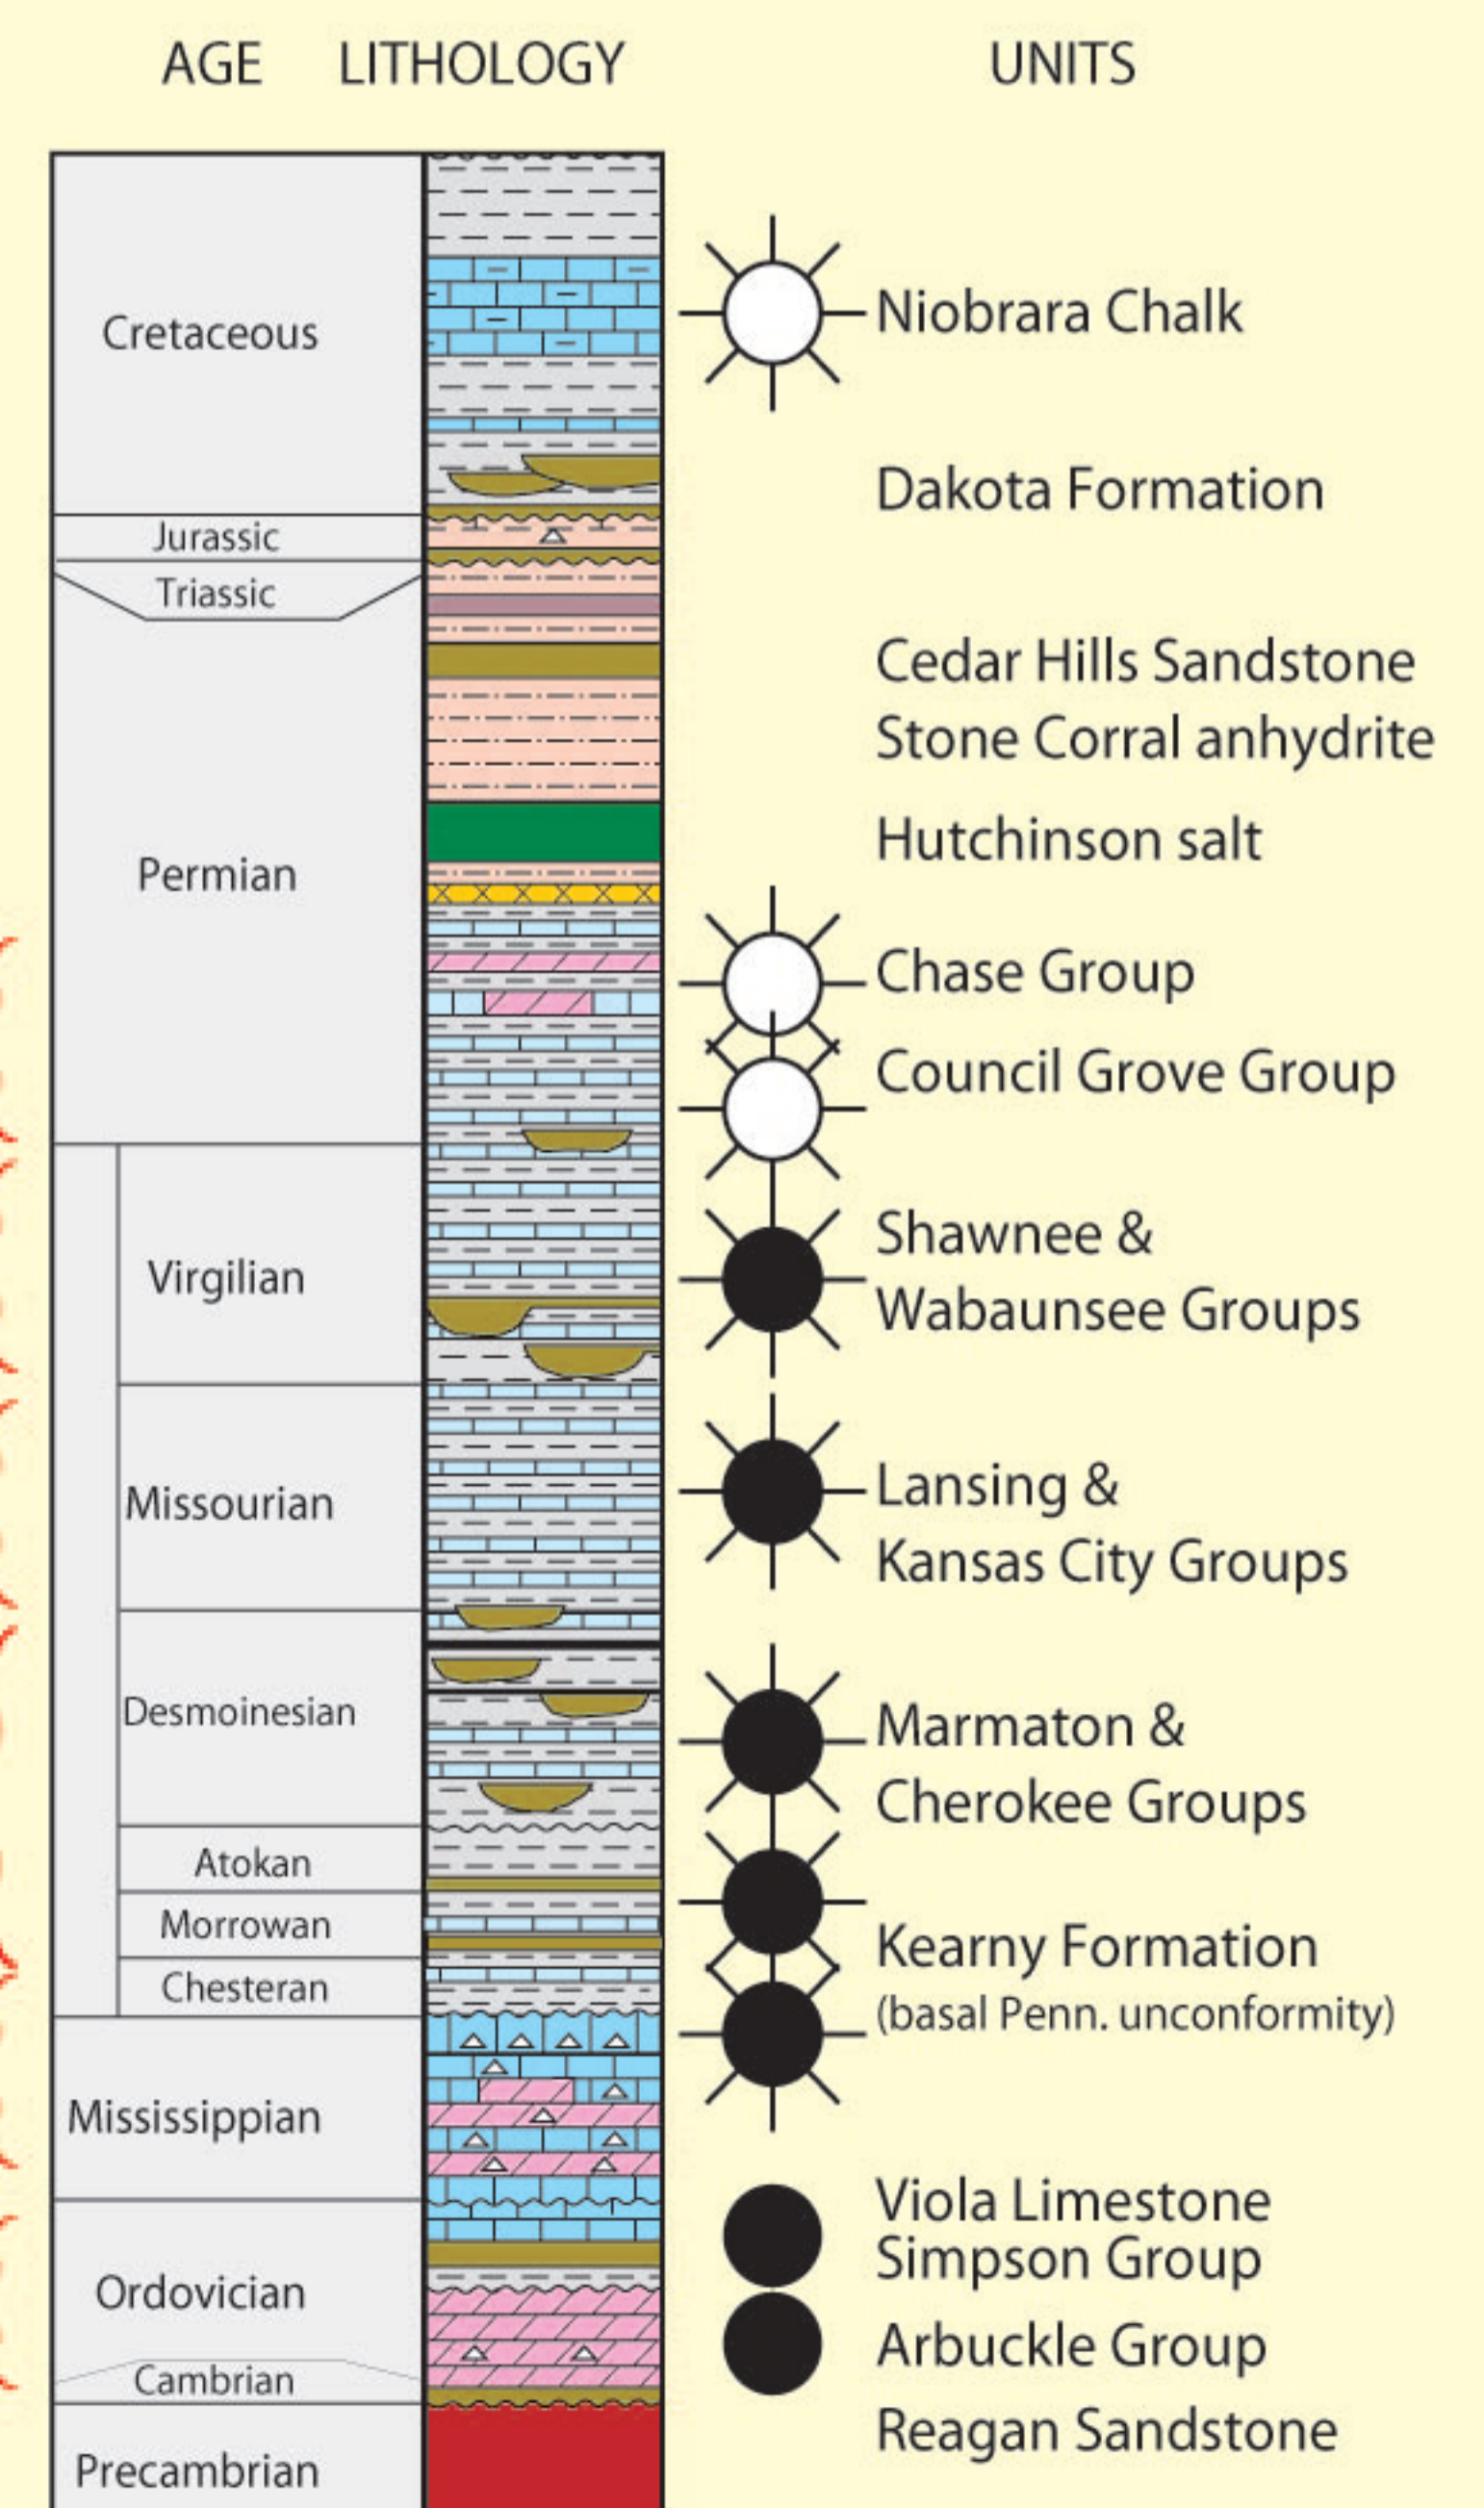 AGE LITHOLOGY UNITS
Cretaceous
Niobrara Chalk
Dakota Formation
Jurassic
Triassic
Cedar Hills Sandstone
Stone Corral anhydrite
Hutchinson salt
Permian
Chase Group
Council Grove Group
Virgilian
Shawnee &
Wabaunsee Groups
Missourian
Lansing &
Kansas City Groups
Desmoinesian
Marmaton &
Cherokee Groups
Atokan
Morrowan
Kearny Formation
Chesteran
(basal Penn. unconformity)
Mississippian
Viola Limestone
Simpson Group
Ordovician
Arbuckle Group
Cambrian
Reagan Sandstone
Precambrian